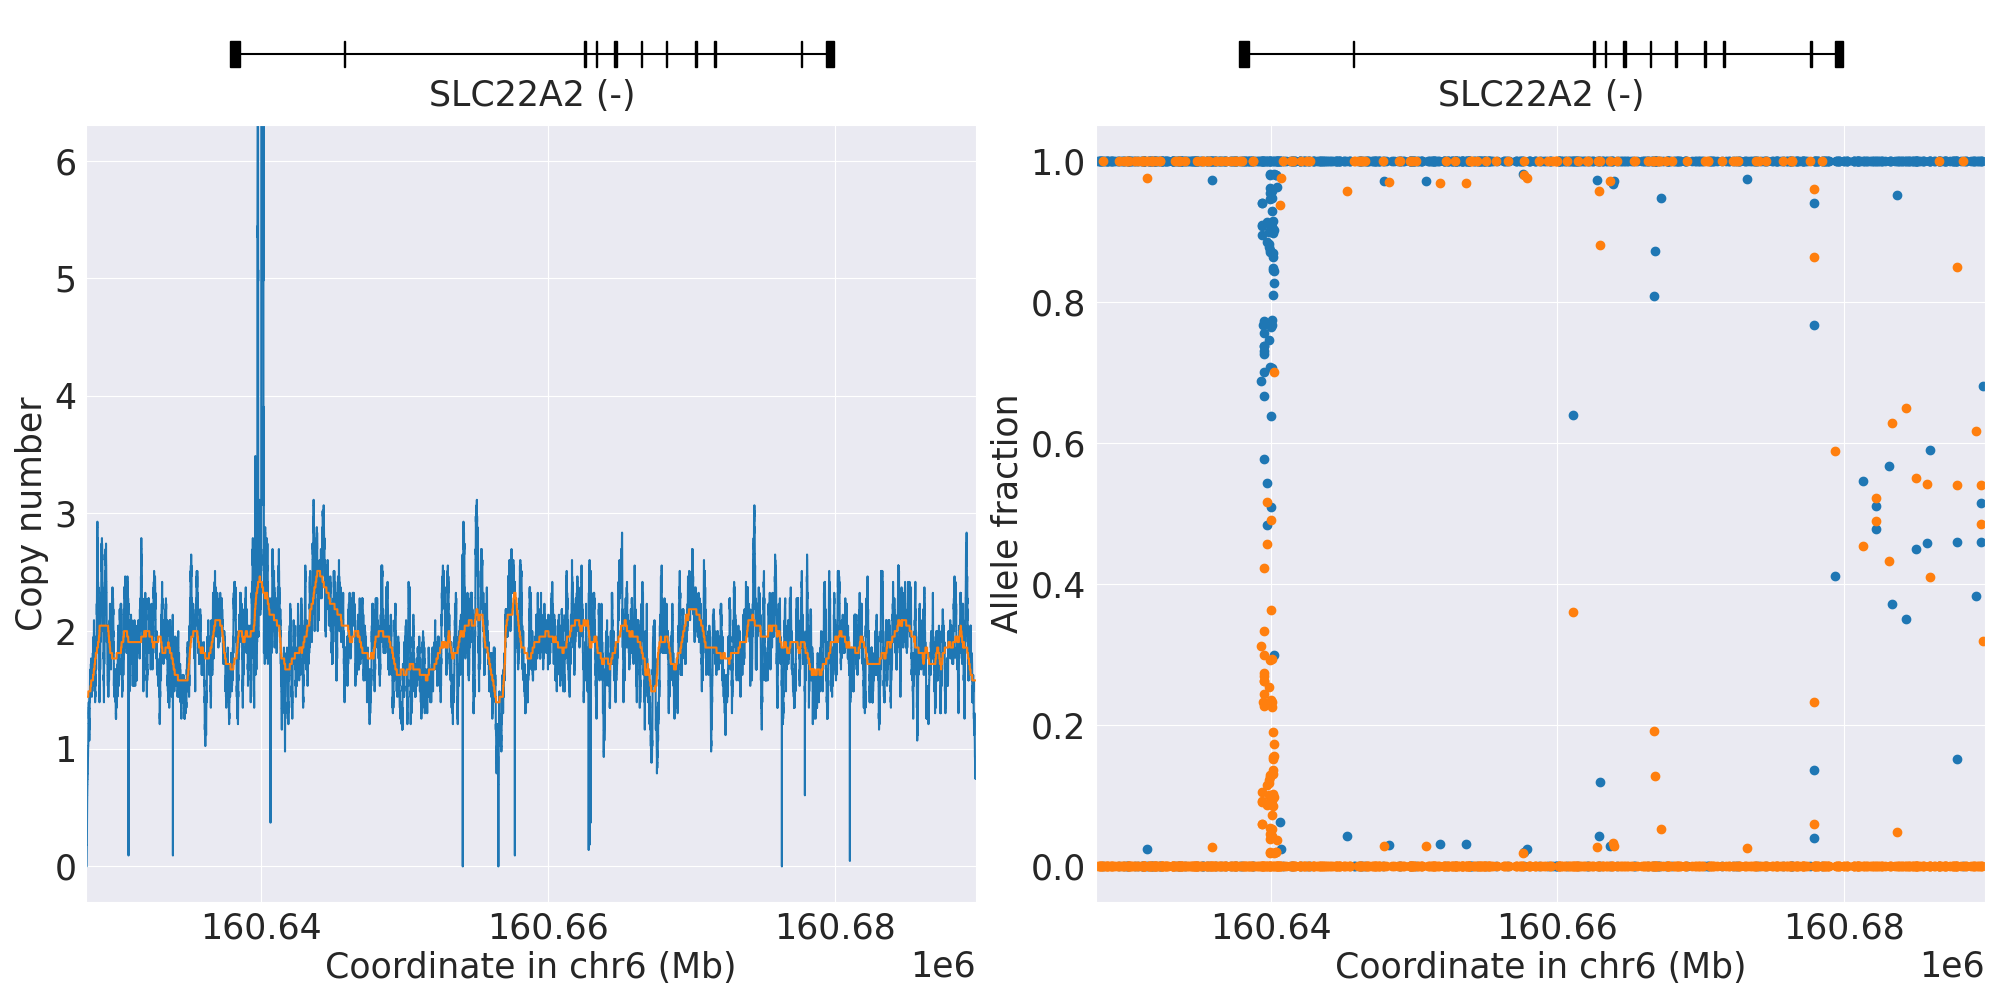 SLC22A2 (-)
SLC22A2 (-)
Copy number
6
5
4
3
2
1
0
160.64
160.66
160.68
Coordinate in chr6 (Mb)
1e6
Allele fraction
1.0
0.8
0.6
0.4
0.2
0.0
160.64
160.66
160.68
Coordinate in chr6 (Mb)
1e6